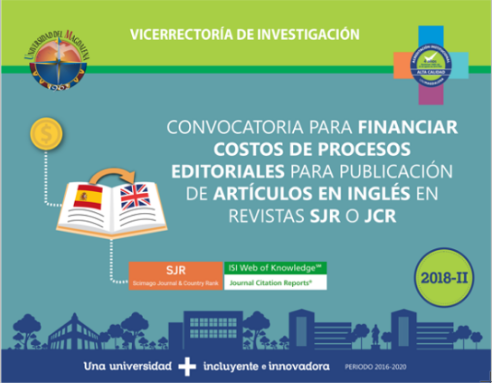 VICERRECTORÍA DE INVESTIGACIÓN
UNIVERSIDAD DEL MAGDALENA
ALTA CALIDAD
CONVOCATORIA PARA FINANCIAR
COSTOS DE PROCESOS
EDITORIALES PARA PUBLICACIÓN
DE ARTÍCULOS EN INGLÉS EN
REVISTAS SJR O JCR
$
SJR
Scimago Journal & Country Rank
ISI Web of Knowledge℠
Journal Citation Reports®
2018-II
Una universidad + incluyente e innovadora
PERIODO 2016-2020